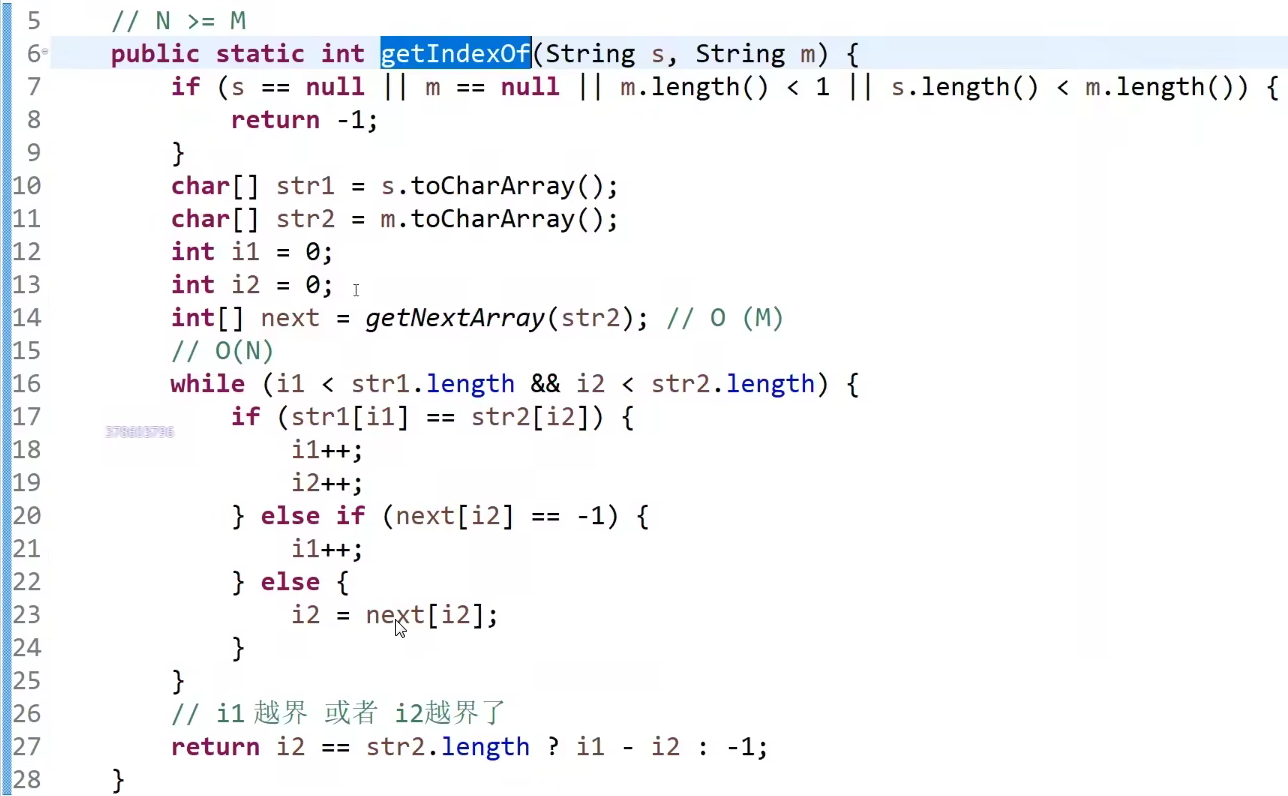 5 // N >= M
6 public static int getIndexOf(String s, String m) {
7 if (s == null || m == null || m.length() < 1 || s.length() < m.length()) {
8 return -1;
9 }
10 char[] str1 = s.toCharArray();
11 char[] str2 = m.toCharArray();
12 int i1 = 0;
13 int i2 = 0;
14 int[] next = getNextArray(str2); // O (M)
15 // O(N)
16 while (i1 < str1.length && i2 < str2.length) {
17 if (str1[i1] == str2[i2]) {
378603796
18 i1++;
19 i2++;
20 } else if (next[i2] == -1) {
21 i1++;
22 } else {
23 i2 = next[i2];
24 }
25 }
26 // i1 越界 或者 i2越界了
27 return i2 == str2.length ? i1 - i2 : -1;
28 }